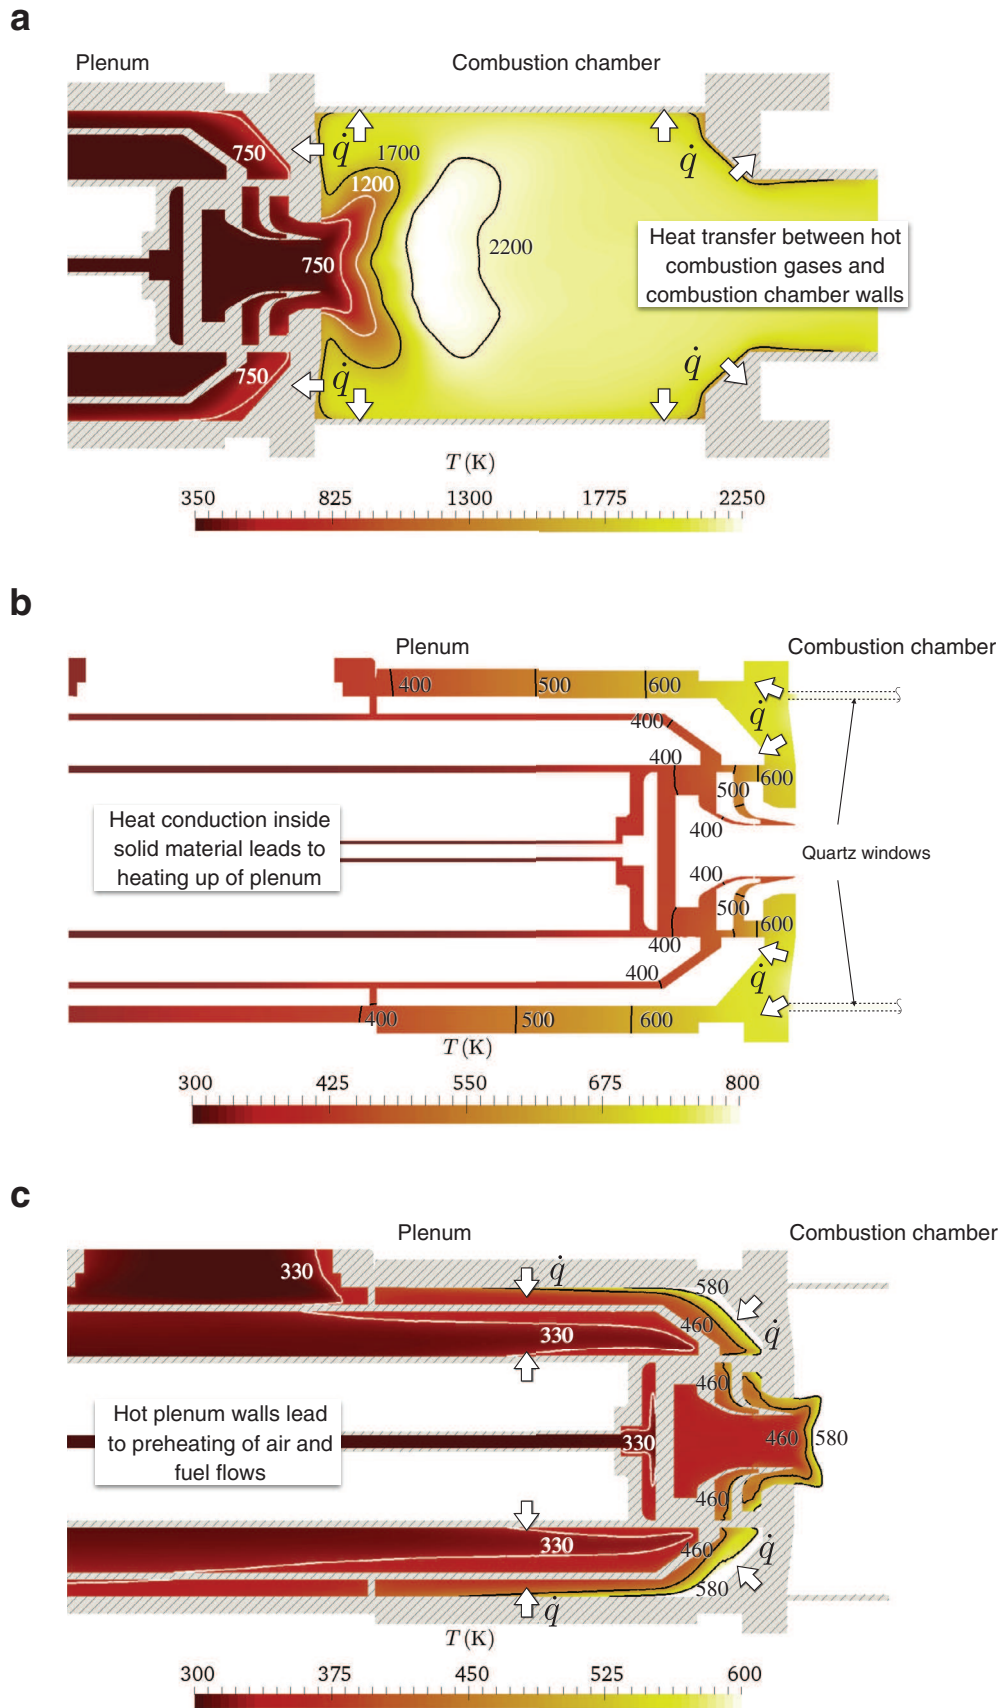 a
Plenum
Combustion chamber
750
q̇
1700
1200
q̇
750
2200
Heat transfer between hot
combustion gases and
combustion chamber walls
750
q̇
q̇
T (K)
350 825 1300 1775 2250
b
Plenum
Combustion chamber
400 500 600
q̇
400
400
600
500
Heat conduction inside
solid material leads to
heating up of plenum
400
Quartz windows
400
500
600
400
400
q̇
400 500 600
T (K)
300 425 550 675 800
c
Plenum
Combustion chamber
330
q̇
580
460
q̇
330
460
Hot plenum walls lead
to preheating of air and
fuel flows
330
460 580
460
330
460
q̇
580
q̇
T (K)
300 375 450 525 600